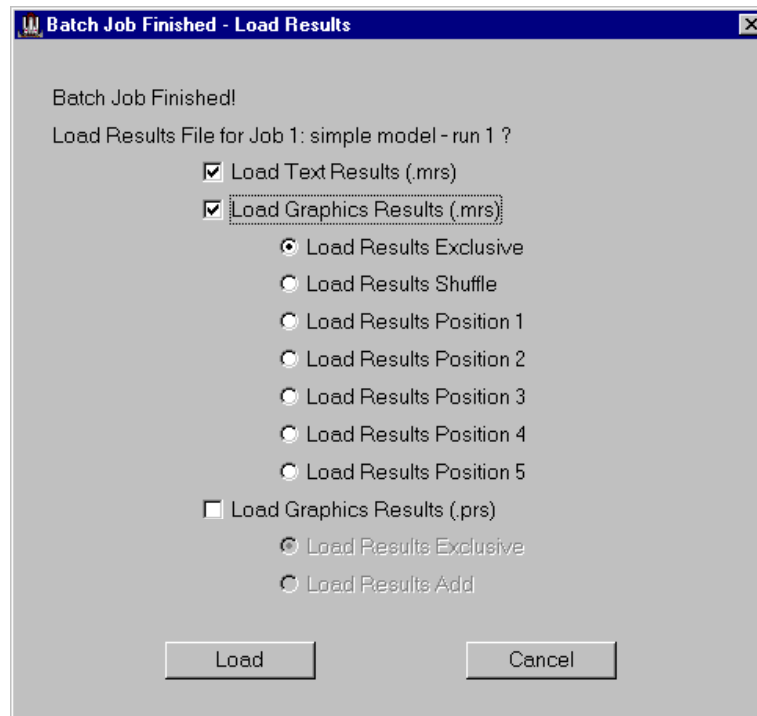 Batch Job Finished - Load Results
Batch Job Finished!
Load Results File for Job 1: simple model - run 1 ?
Load Text Results (.mrs)
Load Graphics Results (.mrs)
Load Results Exclusive
Load Results Shuffle
Load Results Position 1
Load Results Position 2
Load Results Position 3
Load Results Position 4
Load Results Position 5
Load Graphics Results (.prs)
Load Results Exclusive
Load Results Add
Load Cancel